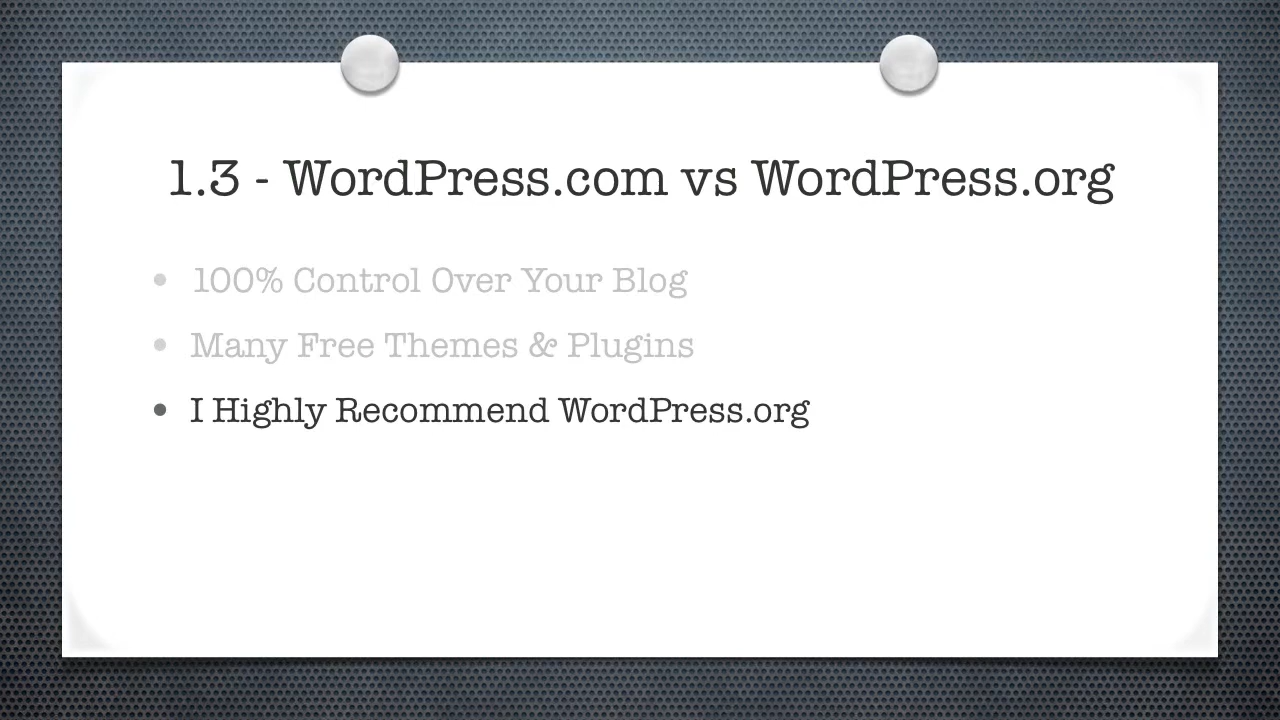 1.3 - WordPress.com vs WordPress.org
• 100% Control Over Your Blog
• Many Free Themes & Plugins
• I Highly Recommend WordPress.org